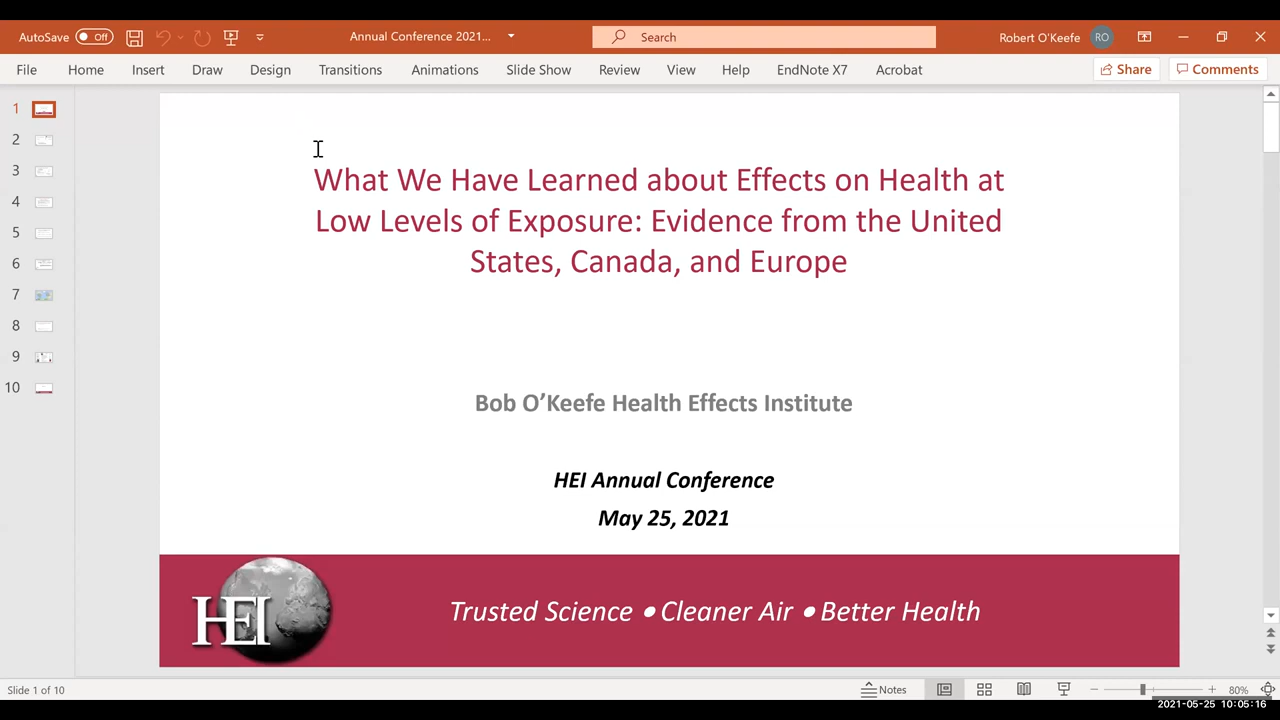 AutoSave Off Annual Conference 2021... Search Robert O'Keefe RO
File Home Insert Draw Design Transitions Animations Slide Show Review View Help EndNote X7 Acrobat Share Comments
1
2
3
4
5
6
7
8
9
10
What We Have Learned about Effects on Health at
Low Levels of Exposure: Evidence from the United
States, Canada, and Europe
Bob O’Keefe Health Effects Institute
HEI Annual Conference
May 25, 2021
HEI
Trusted Science ● Cleaner Air ● Better Health
Slide 1 of 10 Notes 80%
2021-05-25 10:05:16